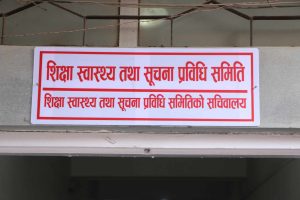 शिक्षा स्वास्थ्य तथा सूचना प्रविधि समिति
शिक्षा स्वास्थ्य तथा सूचना प्रविधि समितिको सचिवालय